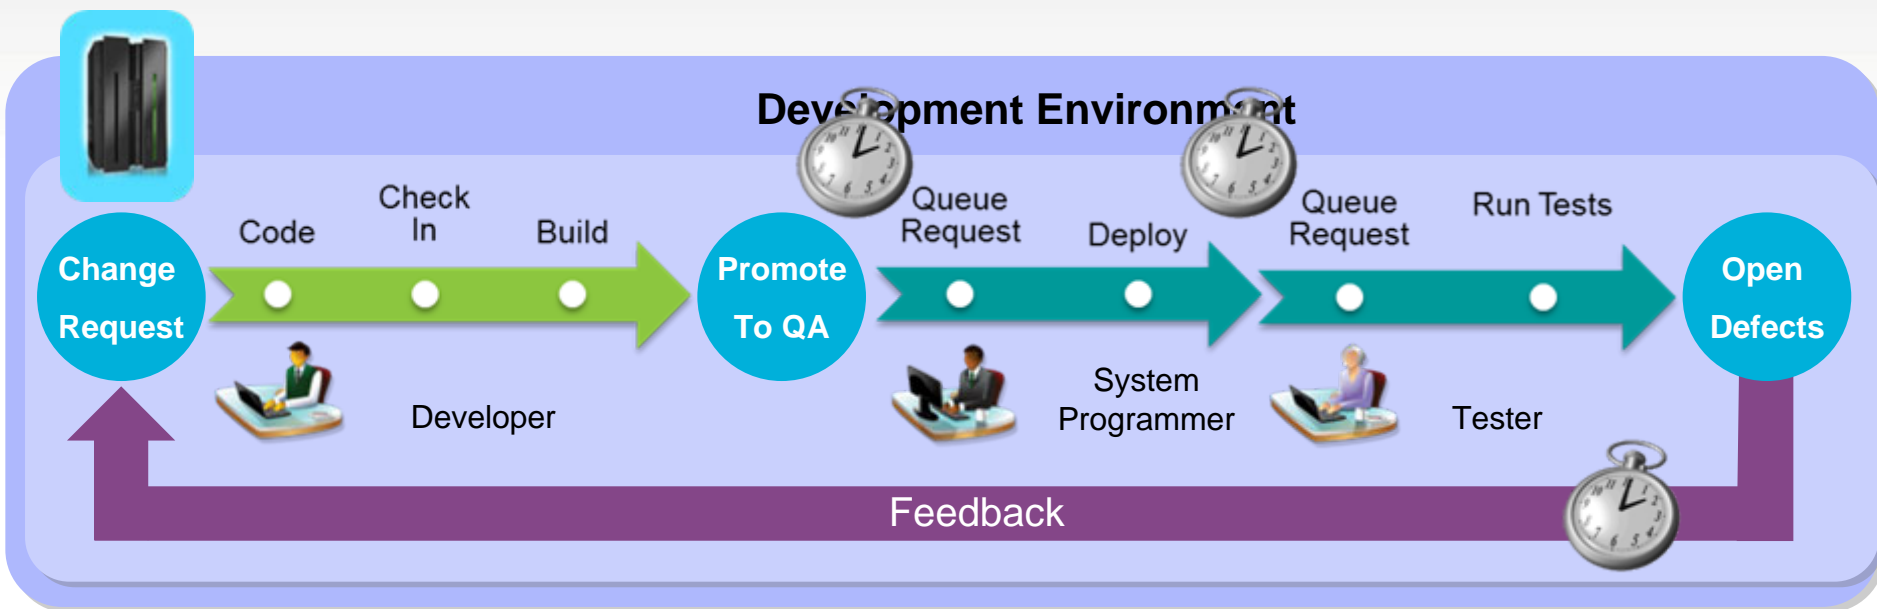 Development Environment
Change
Request
Code
Check
In
Build
Promote
To QA
Queue
Request
Deploy
Queue
Request
Run Tests
Open
Defects
Developer
System
Programmer
Tester
Feedback